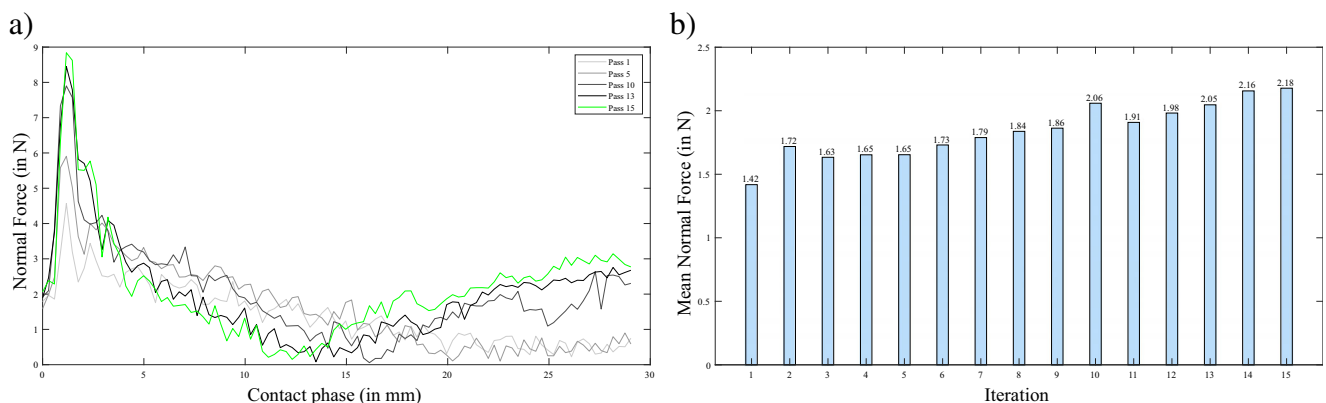 a)
9
8
7
6
5
4
3
2
1
0
Normal Force (in N)
Pass 1
Pass 5
Pass 10
Pass 13
Pass 15
0 5 10 15 20 25 30
Contact phase (in mm)
b)
2.5
2
1.5
1
0.5
0
Mean Normal Force (in N)
1.42 1.72 1.63 1.65 1.65 1.73 1.79 1.84 1.86 2.06 1.91 1.98 2.05 2.16 2.18
1 2 3 4 5 6 7 8 9 10 11 12 13 14 15
Iteration